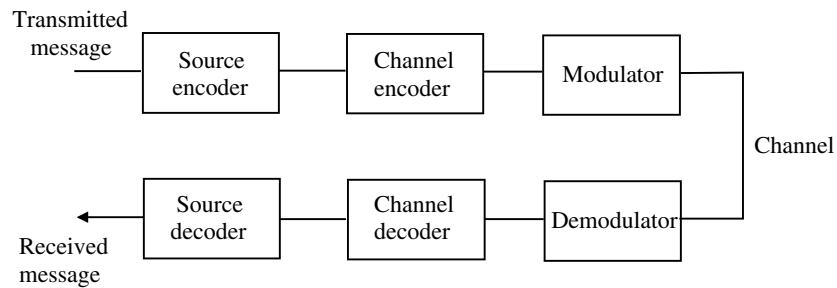 Transmitted
message
Source
encoder
Channel
encoder
Modulator
Channel
Source
decoder
Channel
decoder
Demodulator
Received
message